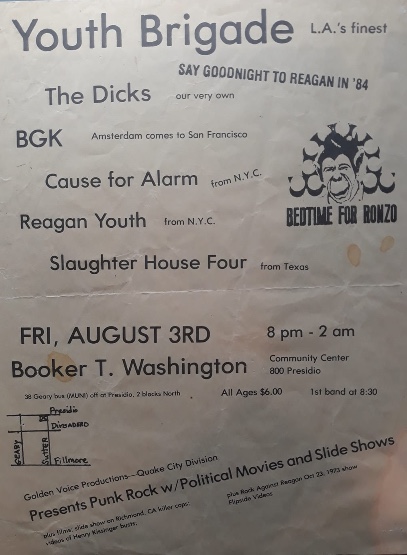 Youth Brigade L.A.'s finest
SAY GOODNIGHT TO REAGAN IN '84
The Dicks our very own
BGK Amsterdam comes to San Francisco
Cause for Alarm from N.Y.C.
BEDTIME FOR BONZO
Reagan Youth from N.Y.C.
Slaughter House Four from Texas
FRI, AUGUST 3RD 8 pm - 2 am
Booker T. Washington Community Center
800 Presidio
38 Geary bus (MUNI) off at Presidio, 2 blocks North All Ages $6.00 1st band at 8:30
Presidio
DIVISADERO
GEARY
SUTTER
Fillmore
Golden Voice Productions—Quake City Division
Presents Punk Rock w/Political Movies and Slide Shows
plus films, slide show on Richmond, CA killer cops;
videos of Henry Kissinger busts;
plus Rock Against Reagan Oct 23, 1973 show
Flipside Videos